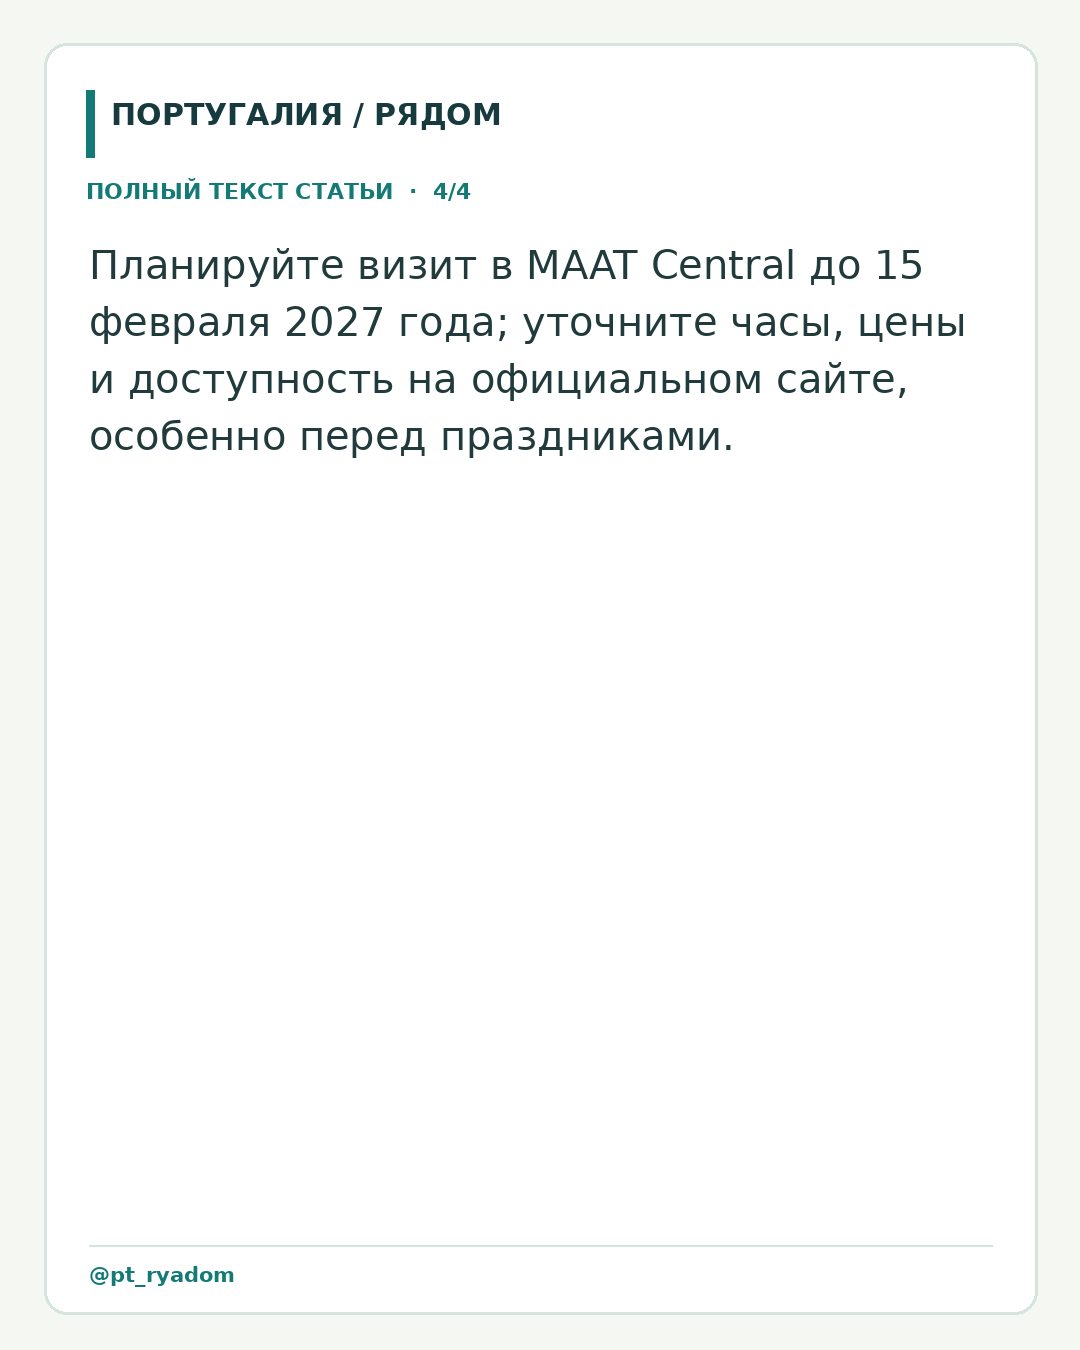 ПОРТУГАЛИЯ / РЯДОМ
ПОЛНЫЙ ТЕКСТ СТАТЬИ · 4/4
Планируйте визит в MAAT Central до 15
февраля 2027 года; уточните часы, цены
и доступность на официальном сайте,
особенно перед праздниками.
@pt_ryadom